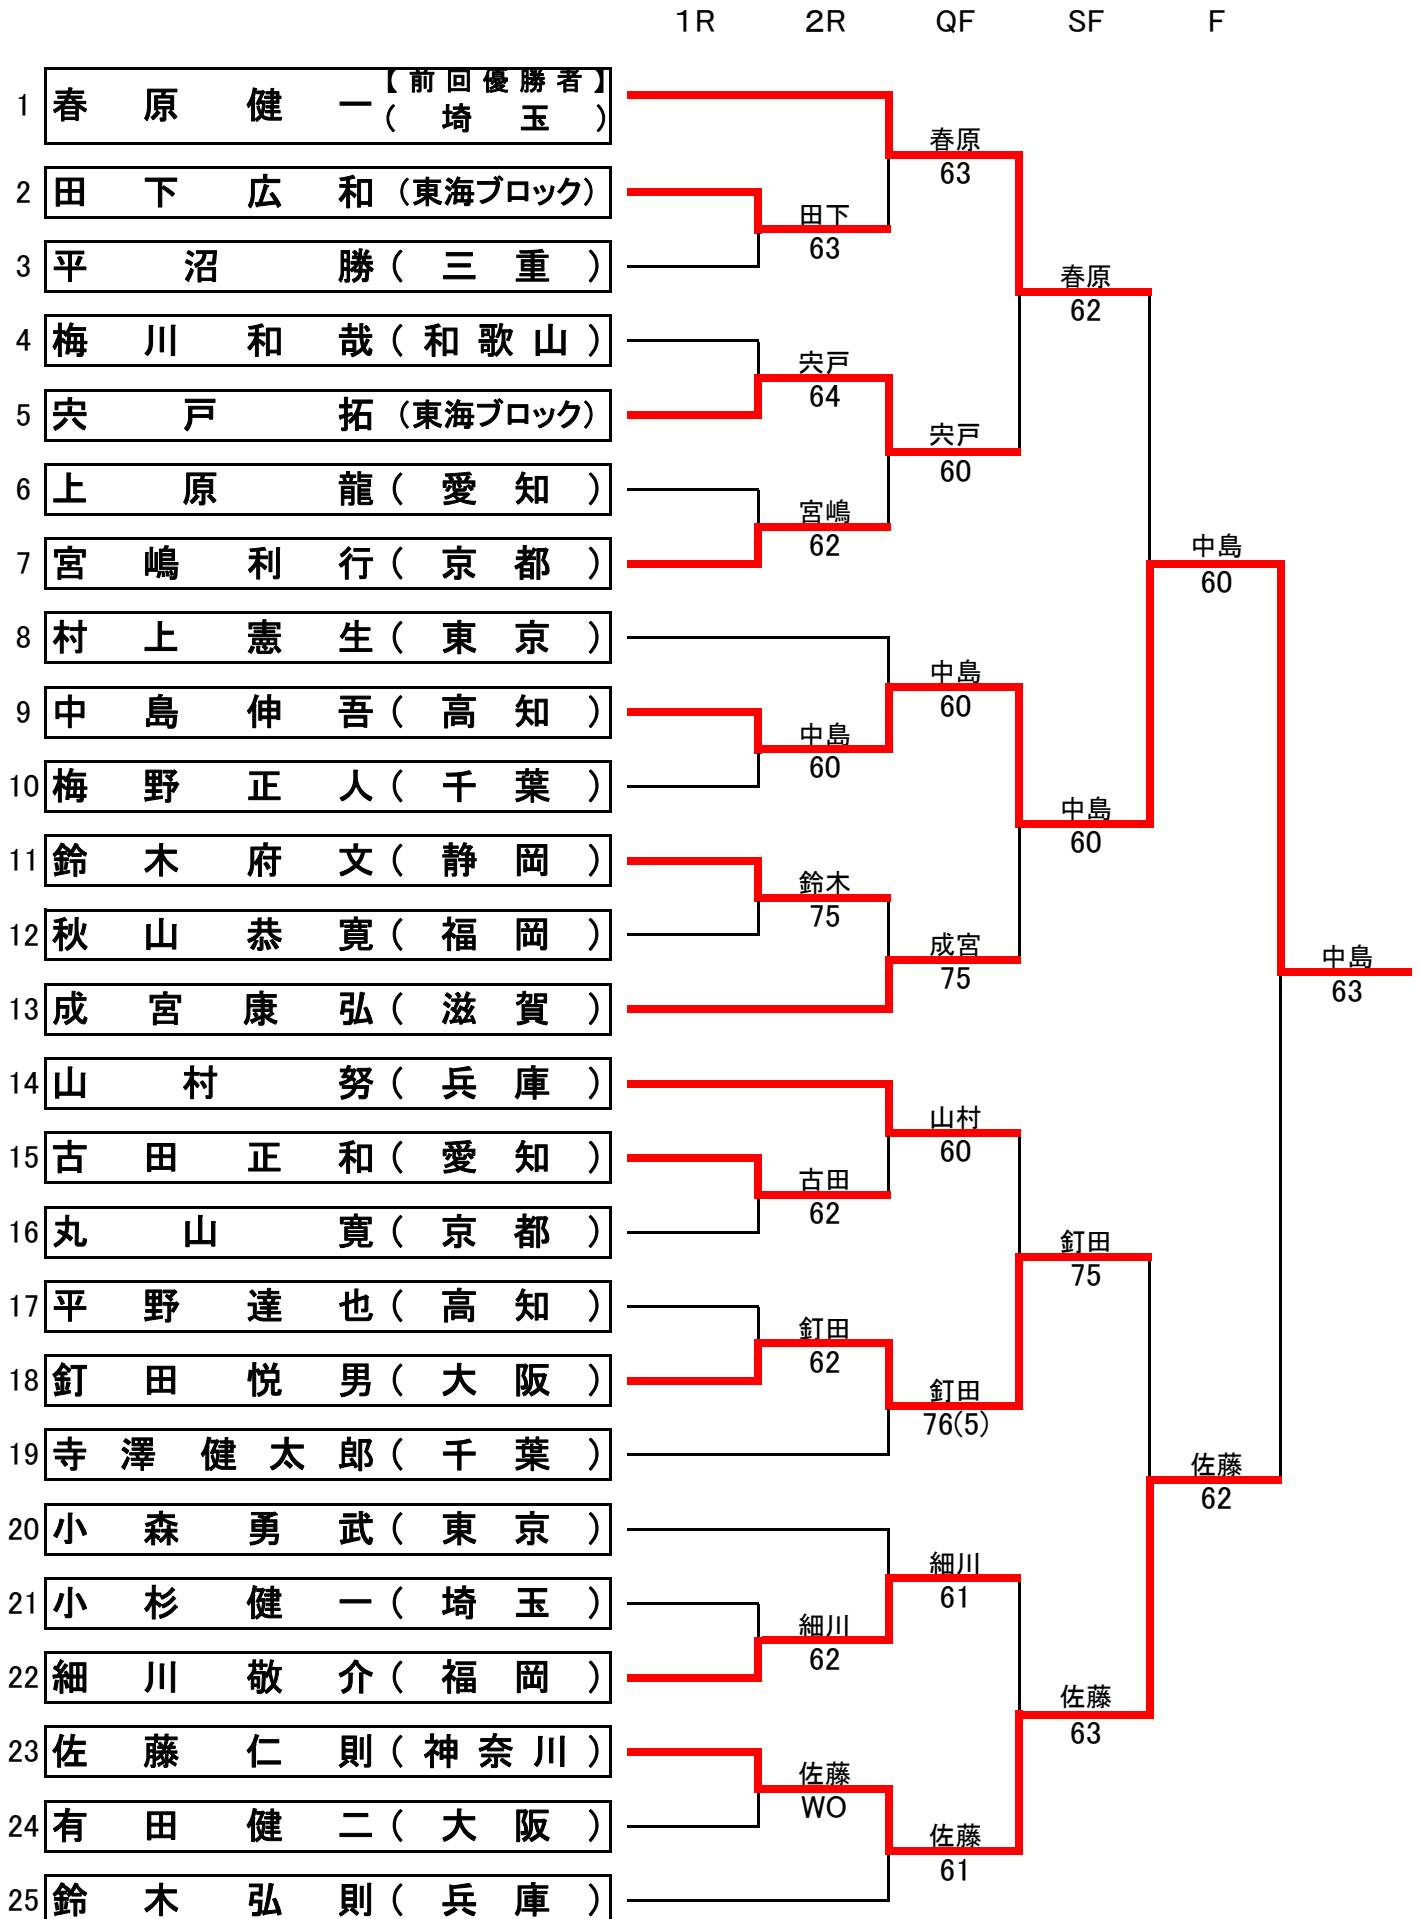 １R ２R QF SF F
1 春原健一 【前回優勝者】
(埼玉)
2 田下広和 (東海ブロック)
3 平沼勝 (三重)
4 梅川和哉 (和歌山)
5 宍戸拓 (東海ブロック)
6 上原龍 (愛知)
7 宮嶋利行 (京都)
8 村上憲生 (東京)
9 中島伸吾 (高知)
10 梅野正人 (千葉)
11 鈴木府文 (静岡)
12 秋山恭寛 (福岡)
13 成宮康弘 (滋賀)
14 山村努 (兵庫)
15 古田正和 (愛知)
16 丸山寛 (京都)
17 平野達也 (高知)
18 釘田悦男 (大阪)
19 寺澤健太郎 (千葉)
20 小森勇武 (東京)
21 小杉健一 (埼玉)
22 細川敬介 (福岡)
23 佐藤仁則 (神奈川)
24 有田健二 (大阪)
25 鈴木弘則 (兵庫)
田下
63
宍戸
64
宮嶋
62
中島
60
鈴木
75
古田
62
釘田
62
細川
62
佐藤
WO
春原
63
宍戸
60
中島
60
成宮
75
山村
60
釘田
76(5)
細川
61
佐藤
61
春原
62
中島
60
釘田
75
佐藤
63
中島
60
佐藤
62
中島
63